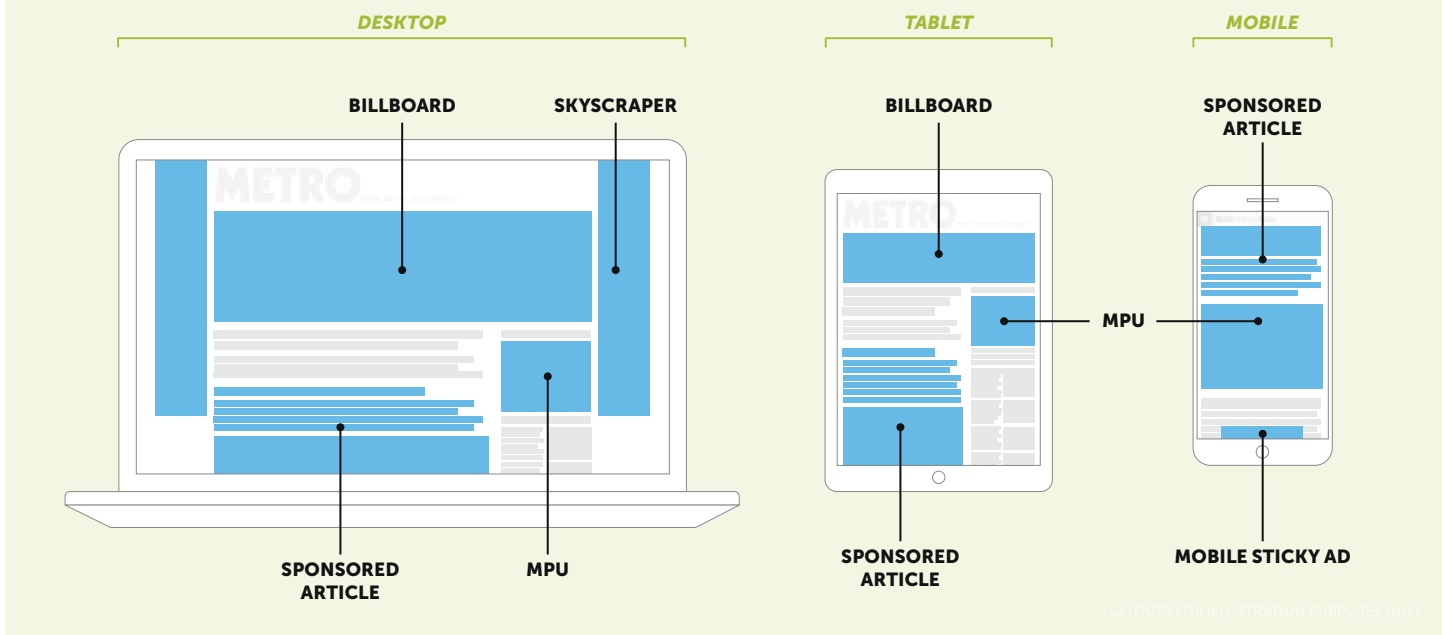 DESKTOP
TABLET
MOBILE
BILLBOARD
SKYSCRAPER
BILLBOARD
SPONSORED
ARTICLE
METRO
METRO
MPU
SPONSORED
ARTICLE
MPU
SPONSORED
ARTICLE
MOBILE STICKY AD
LAYOUTS FOR ILLUSTRATION PURPOSES ONLY